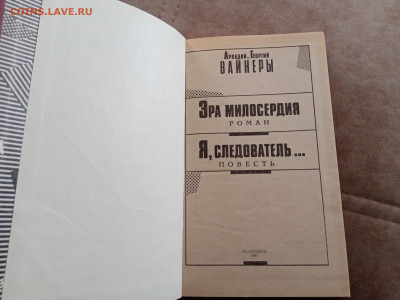 COINS.LAVE.RU
Аркадий, Георгий
ВАЙНЕРЫ
Эра милосердия
РОМАН
Я, следователь...
ПОВЕСТЬ